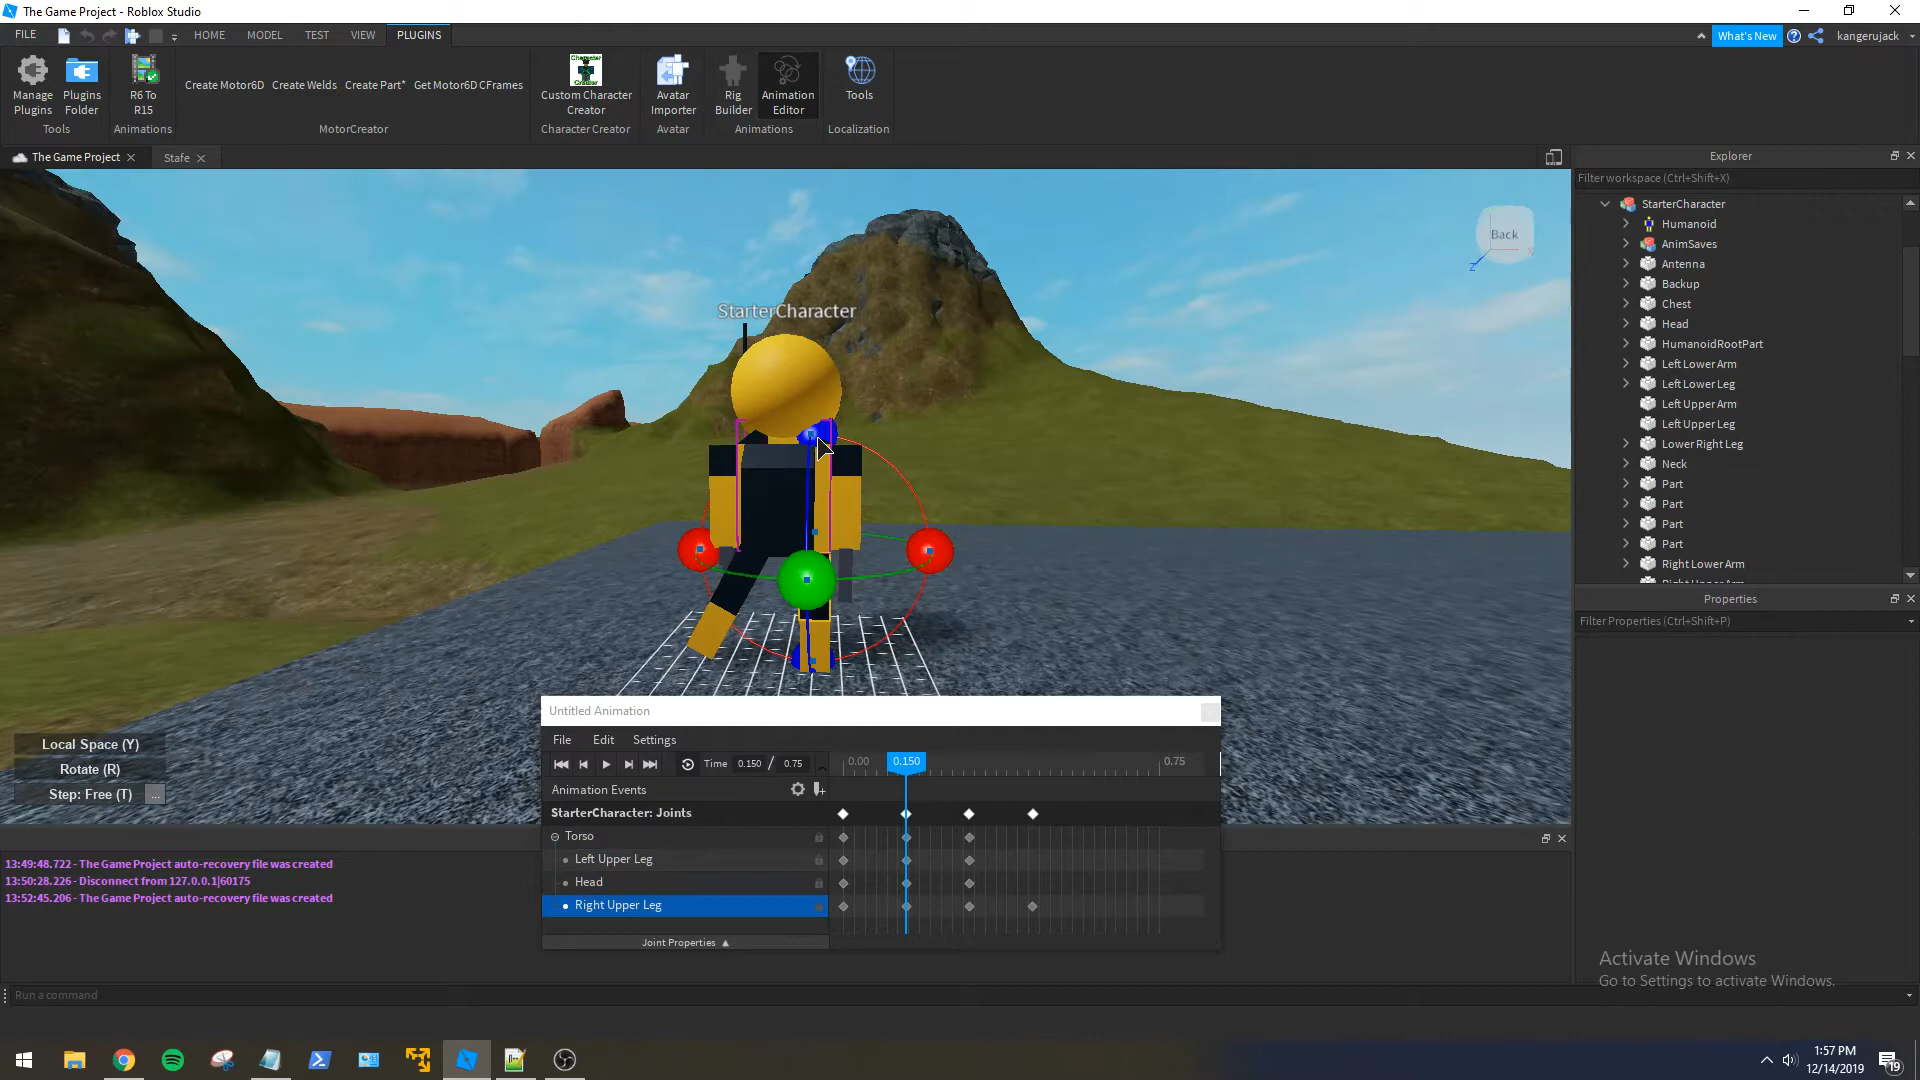 The Game Project - Roblox Studio
FILE
HOME
MODEL
TEST
VIEW
PLUGINS
What's New
kangerujack
Manage Plugins
Plugins Folder
Tools
R6 To R15
Animations
Create Motor6D
Create Welds
Create Part*
Get Motor6D CFrames
MotorCreator
Custom Character Creator
Character Creator
Avatar Importer
Avatar
Rig Builder
Animation Editor
Animations
Tools
Localization
The Game Project
Stafe
Explorer
Filter workspace (Ctrl+Shift+X)
StarterCharacter
Humanoid
AnimSaves
Antenna
Backup
Chest
Head
HumanoidRootPart
Left Lower Arm
Left Lower Leg
Left Upper Arm
Left Upper Leg
Lower Right Leg
Neck
Part
Part
Part
Part
Right Lower Arm
Properties
Filter Properties (Ctrl+Shift+P)
Back
StarterCharacter
Local Space (Y)
Rotate (R)
Step: Free (T)
...
Untitled Animation
File
Edit
Settings
Time
0.150 / 0.75
0.00
0.150
0.75
Animation Events
StarterCharacter: Joints
Torso
Left Upper Leg
Head
Right Upper Leg
Joint Properties
13:49:48.722 - The Game Project auto-recovery file was created
13:50:28.226 - Disconnect from 127.0.0.1|60175
13:52:45.206 - The Game Project auto-recovery file was created
Activate Windows
Go to Settings to activate Windows.
Run a command
1:57 PM
12/14/2019
19